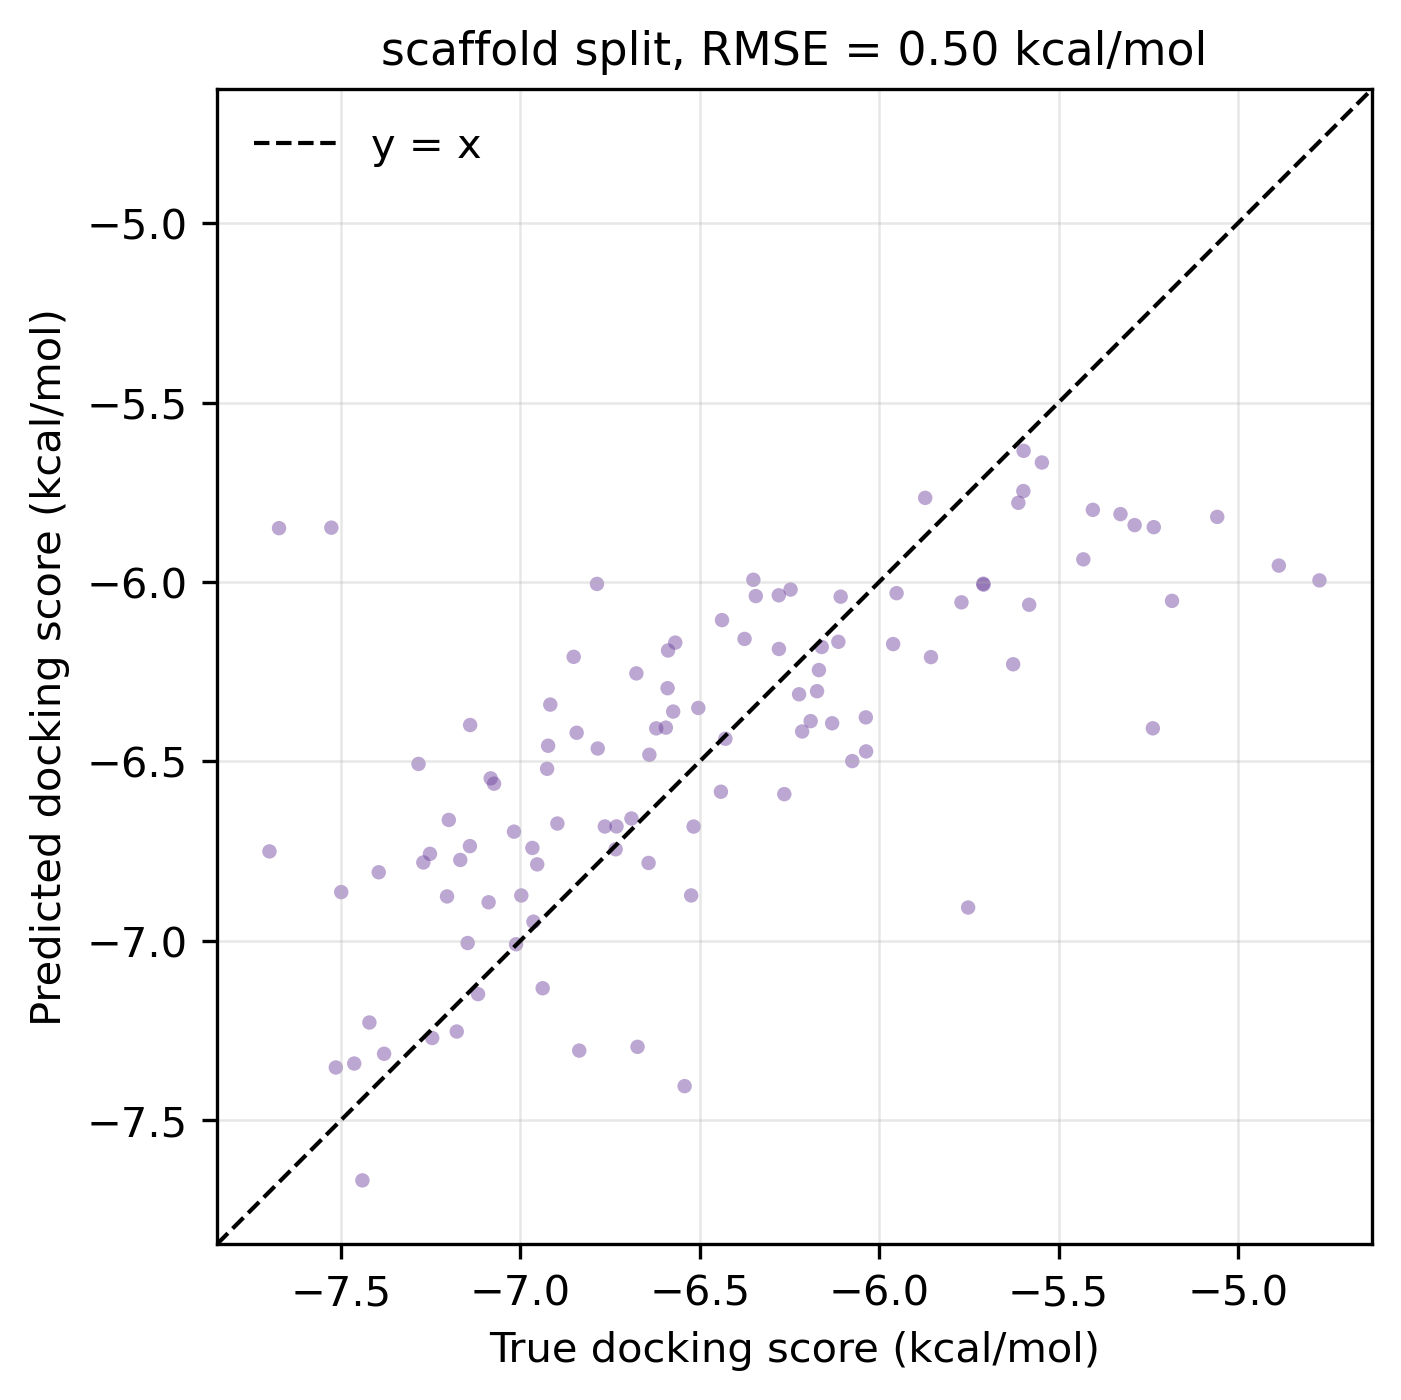 scaffold split, RMSE = 0.50 kcal/mol
y = x
−5.0
−5.5
−6.0
−6.5
−7.0
−7.5
Predicted docking score (kcal/mol)
−7.5 −7.0 −6.5 −6.0 −5.5 −5.0
True docking score (kcal/mol)